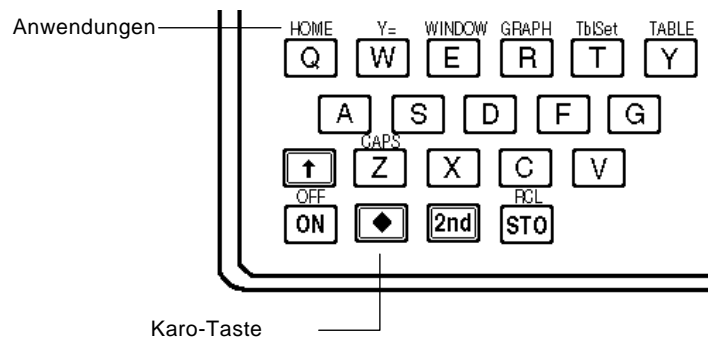 Anwendungen
HOME Y= WINDOW GRAPH TblSet TABLE
Q W E R T Y
A S D F G
CAPS
↑ Z X C V
OFF RCL
ON ◆ 2nd STO
Karo-Taste